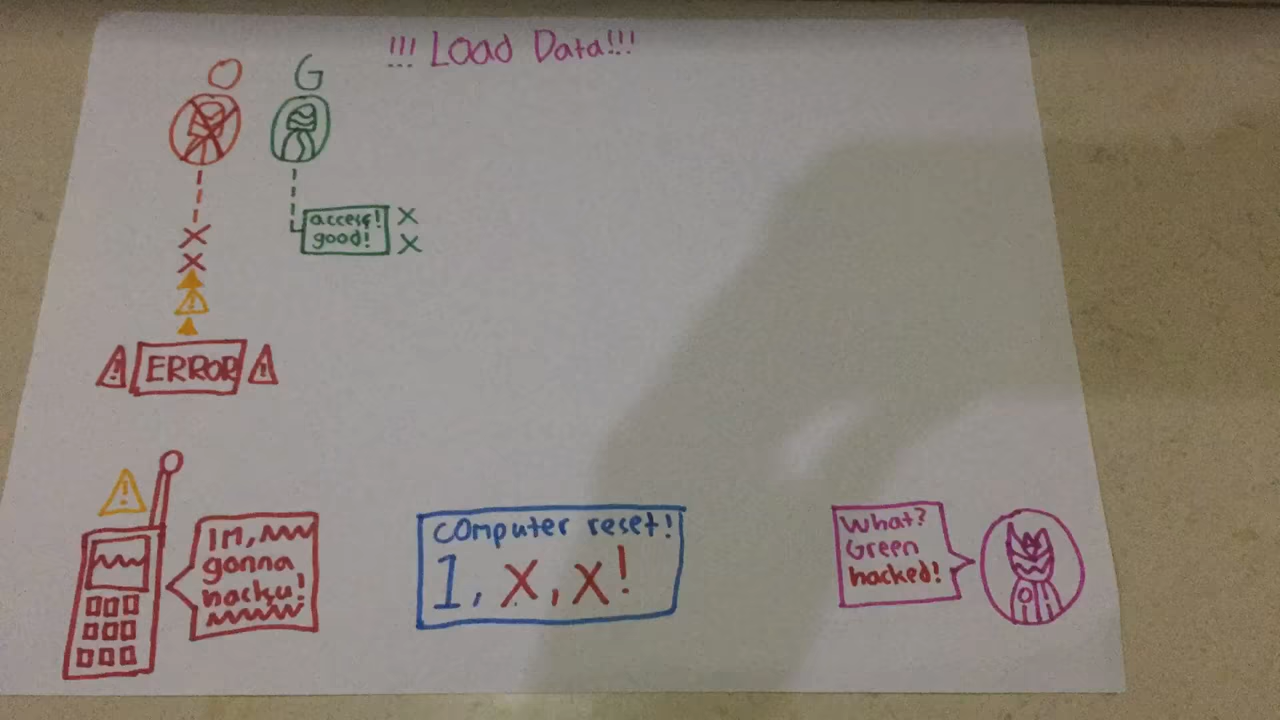 !!! Load Data!!!
O G
access!
good!
X
X
X
X
ERROR
IM,
gonna
hacku!
computer reset!
1, X, X!
What?
Green
hacked!